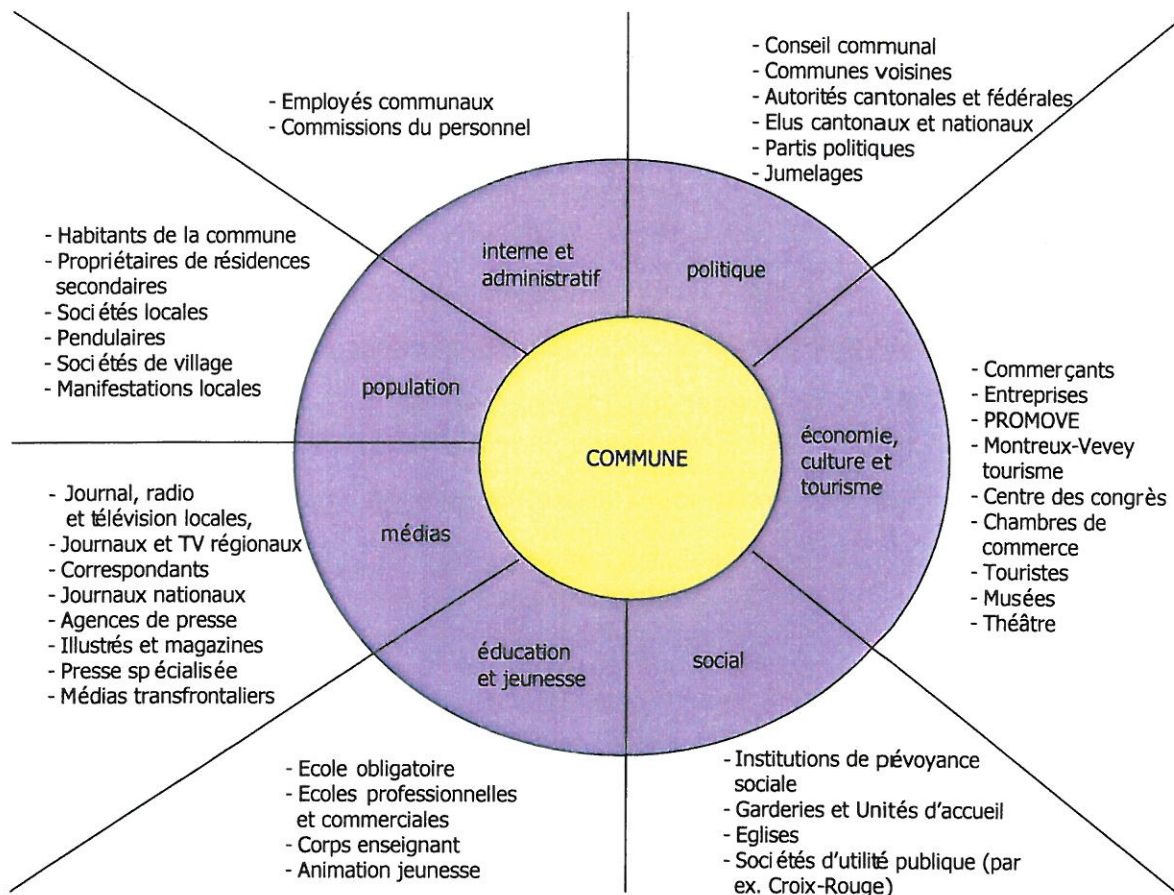 - Conseil communal
- Communes voisines
- Autorités cantonales et fédérales
- Elus cantonaux et nationaux
- Partis politiques
- Jumelages
- Employés communaux
- Commissions du personnel
interne et
administratif
politique
- Habitants de la commune
- Propriétaires de résidences
secondaires
- Sociétés locales
- Pendulaires
- Sociétés de village
- Manifestations locales
population
COMMUNE
économie,
culture et
tourisme
- Commerçants
- Entreprises
- PROMOVE
- Montreux-Vevey
tourisme
- Centre des congrès
- Chambres de
commerce
- Touristes
- Musées
- Théâtre
- Journal, radio
et télévision locales,
- Journaux et TV régionaux
- Correspondants
- Journaux nationaux
- Agences de presse
- Illustrés et magazines
- Presse spécialisée
- Médias transfrontaliers
médias
éducation
et jeunesse
social
- Ecole obligatoire
- Ecoles professionnelles
et commerciales
- Corps enseignant
- Animation jeunesse
- Institutions de prévoyance
sociale
- Garderies et Unités d'accueil
- Eglises
- Sociétés d'utilité publique (par
ex. Croix-Rouge)